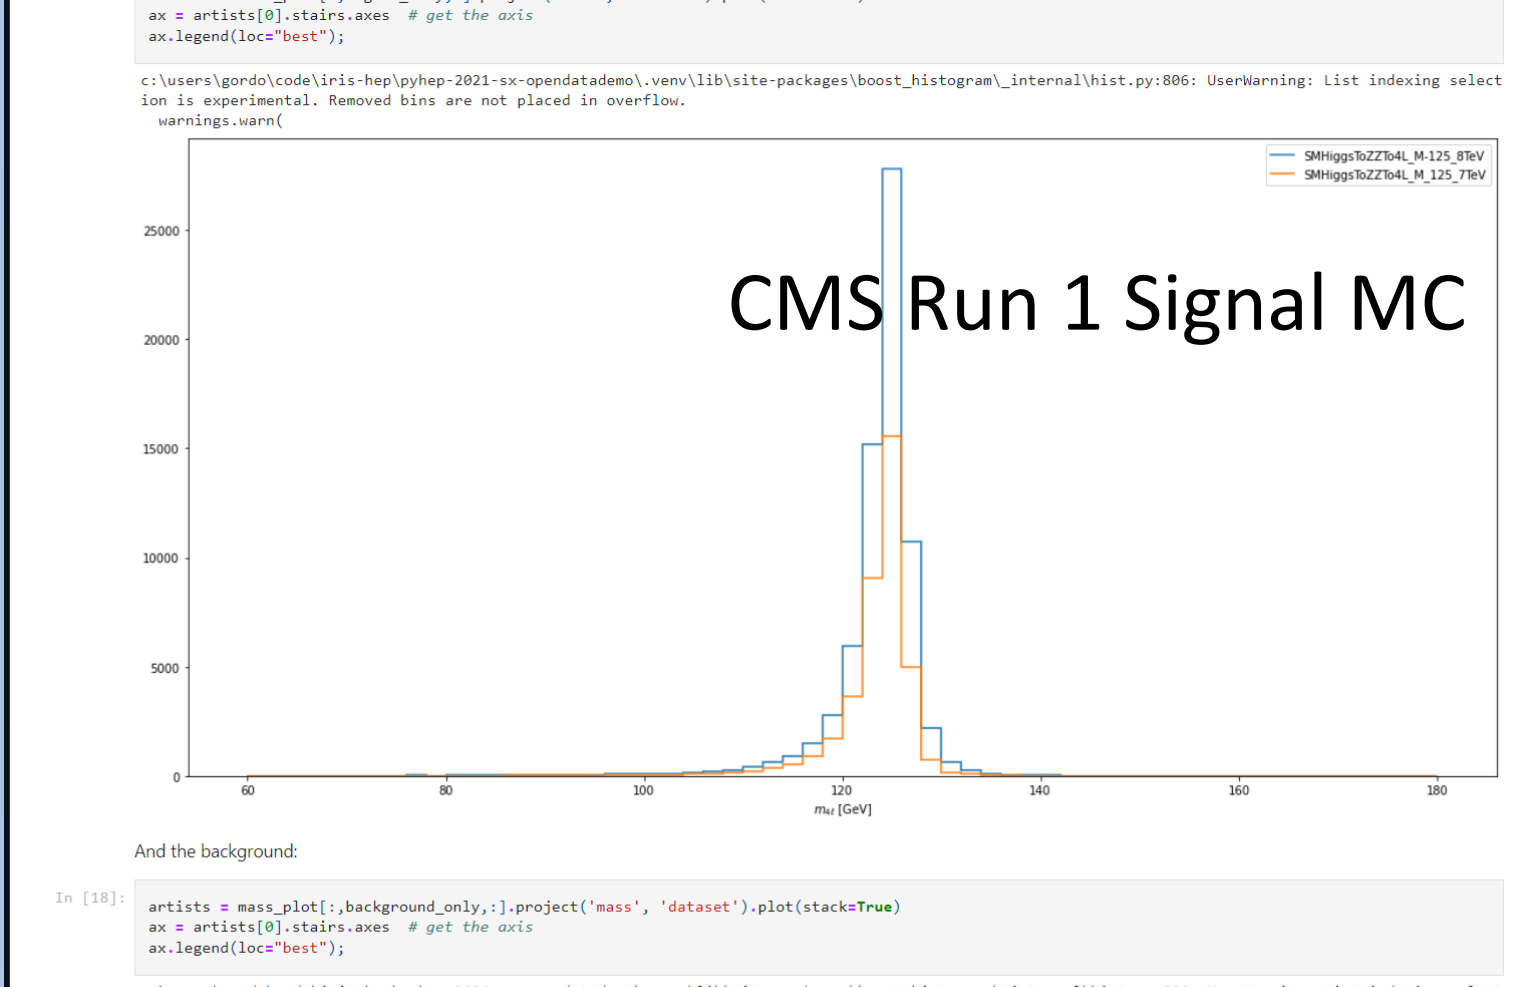 ax = artists[0].stairs.axes  # get the axis
ax.legend(loc="best");
c:\users\gordo\code\iris-hep\pyhep-2021-sx-opendatademo\.venv\lib\site-packages\boost_histogram\_internal\hist.py:806: UserWarning: List indexing select
ion is experimental. Removed bins are not placed in overflow.
  warnings.warn(
SMHiggsToZZTo4L_M-125_8TeV
SMHiggsToZZTo4L_M_125_7TeV
CMS Run 1 Signal MC
25000
20000
15000
10000
5000
0
60 80 100 120 140 160 180
m4ℓ [GeV]
And the background:
In [18]:
artists = mass_plot[:,background_only,:].project('mass', 'dataset').plot(stack=True)
ax = artists[0].stairs.axes  # get the axis
ax.legend(loc="best");